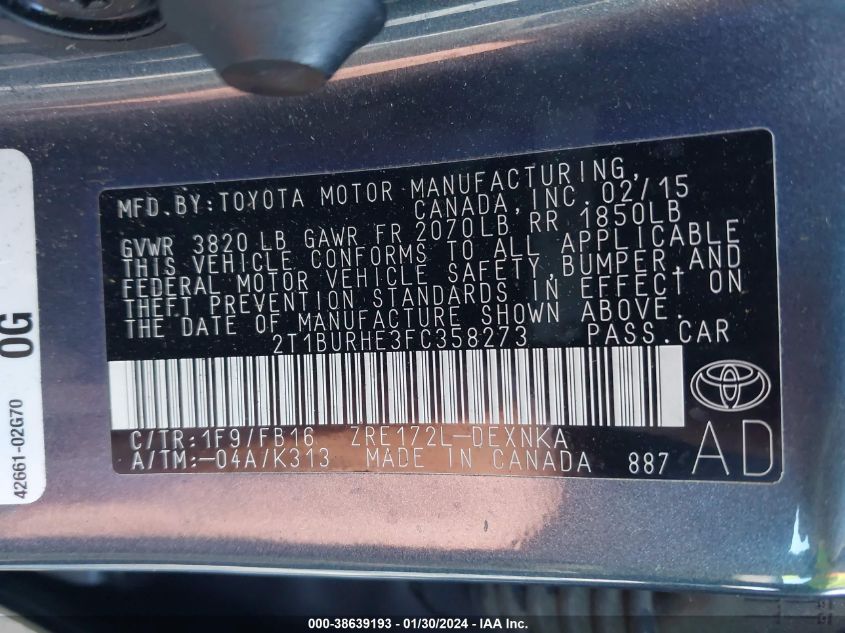 MFD.BY:TOYOTA MOTOR MANUFACTURING,
CANADA, INC. 02/15
GVWR 3820 LB GAWR FR 2070LB RR 1850LB
THIS VEHICLE CONFORMS TO ALL APPLICABLE
FEDERAL MOTOR VEHICLE SAFETY, BUMPER, AND
THEFT PREVENTION STANDARDS IN EFFECT ON
THE DATE OF MANUFACTURE SHOWN ABOVE.
2T1BURHE3FC358273 PASS.CAR
C/TR:1F9/FB16 ZRE172L-DEXNKA
A/TM:-04A/K313 MADE IN CANADA 887
AD
0G
42661-02G70
000-38639193 - 01/30/2024 - IAA Inc.